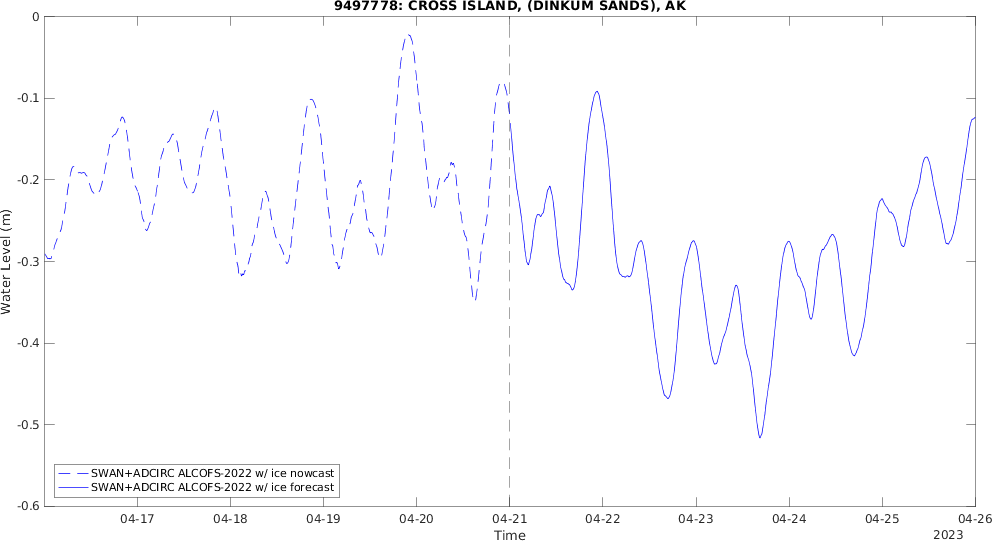 9497778: CROSS ISLAND, (DINKUM SANDS), AK
Water Level (m)
0
-0.1
-0.2
-0.3
-0.4
-0.5
-0.6
SWAN+ADCIRC ALCOFS-2022 w/ ice nowcast
SWAN+ADCIRC ALCOFS-2022 w/ ice forecast
04-17 04-18 04-19 04-20 04-21 04-22 04-23 04-24 04-25 04-26
Time
2023